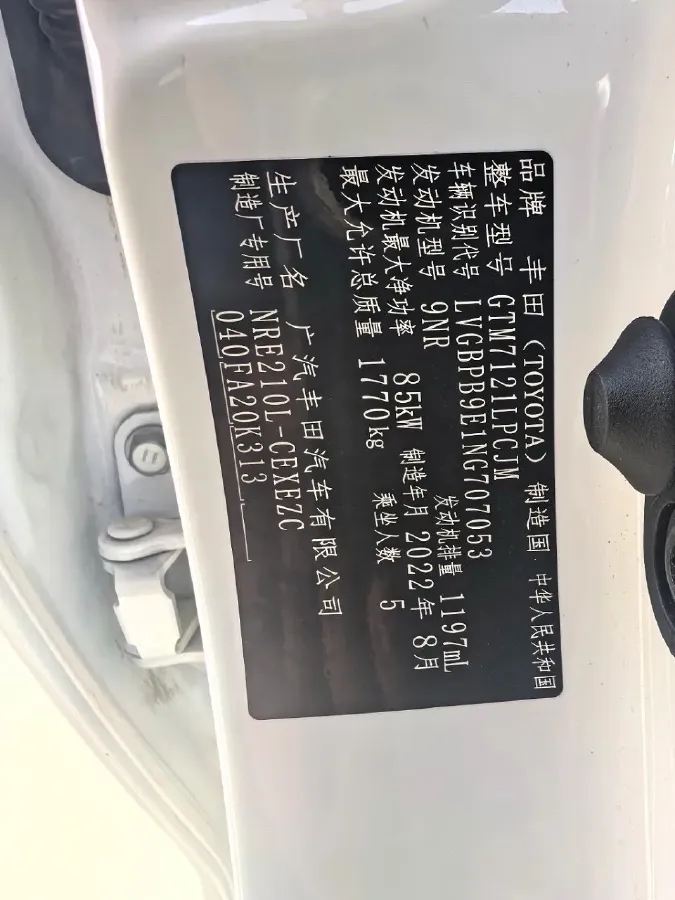 品牌 丰田（TOYOTA） 制造国 中华人民共和国
整车型号 GTM7121LPCJM
车辆识别代号 LVGBPB9E1NG707053
发动机型号 9NR 发动机排量 1197mL
发动机最大净功率 85kW 制造年月 2022年8月
最大允许总质量 1770kg 乘坐人数 5
生产厂名 广汽丰田汽车有限公司
制造厂专用号 NRE210L-CEXEZC
040FA20K313